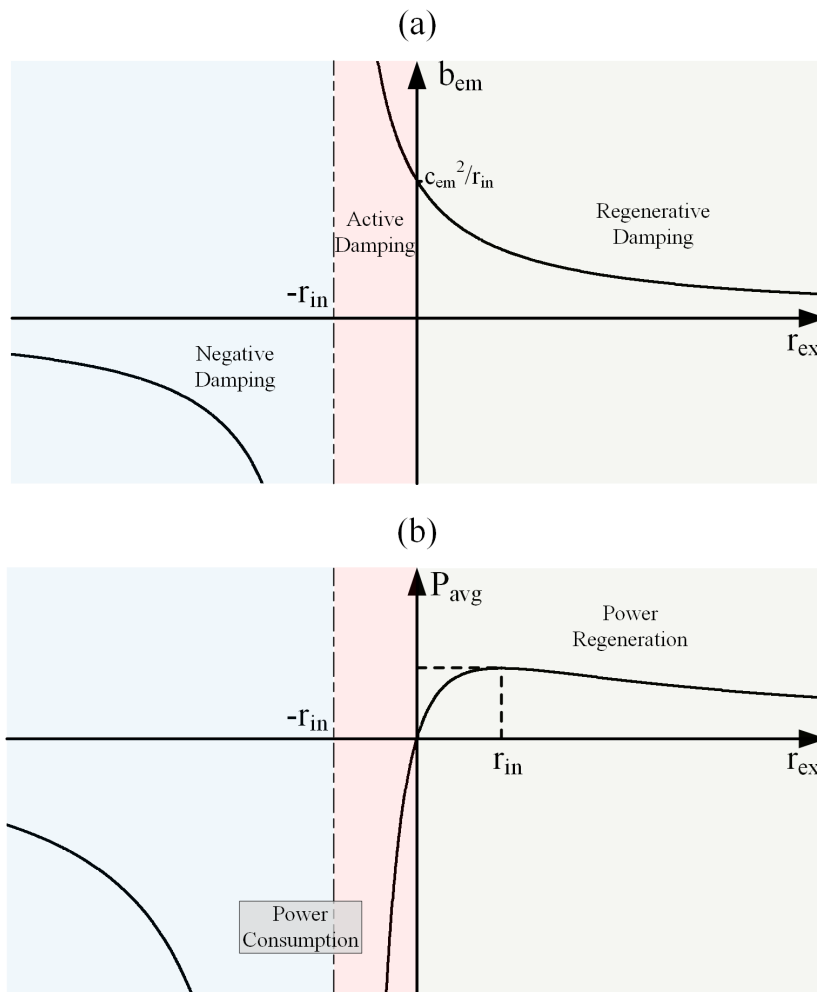 (a)
b_em
c_em^2/r_in
Active
Damping
Regenerative
Damping
-r_in
r_ex
Negative
Damping
(b)
P_avg
Power
Regeneration
-r_in
r_in
r_ex
Power
Consumption